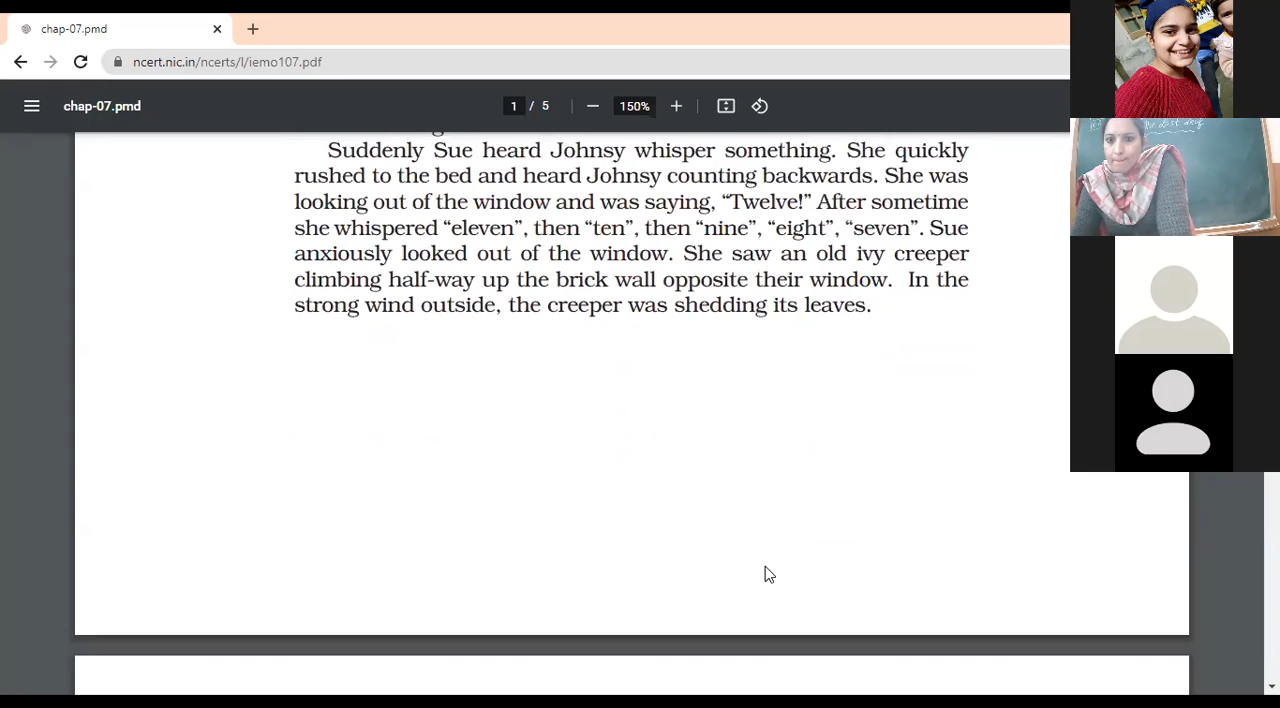 chap-07.pmd
ncert.nic.in/ncerts/l/iemo107.pdf
chap-07.pmd
1 / 5
150%
Suddenly Sue heard Johnsy whisper something. She quickly
rushed to the bed and heard Johnsy counting backwards. She was
looking out of the window and was saying, “Twelve!” After sometime
she whispered “eleven”, then “ten”, then “nine”, “eight”, “seven”. Sue
anxiously looked out of the window. She saw an old ivy creeper
climbing half-way up the brick wall opposite their window. In the
strong wind outside, the creeper was shedding its leaves.